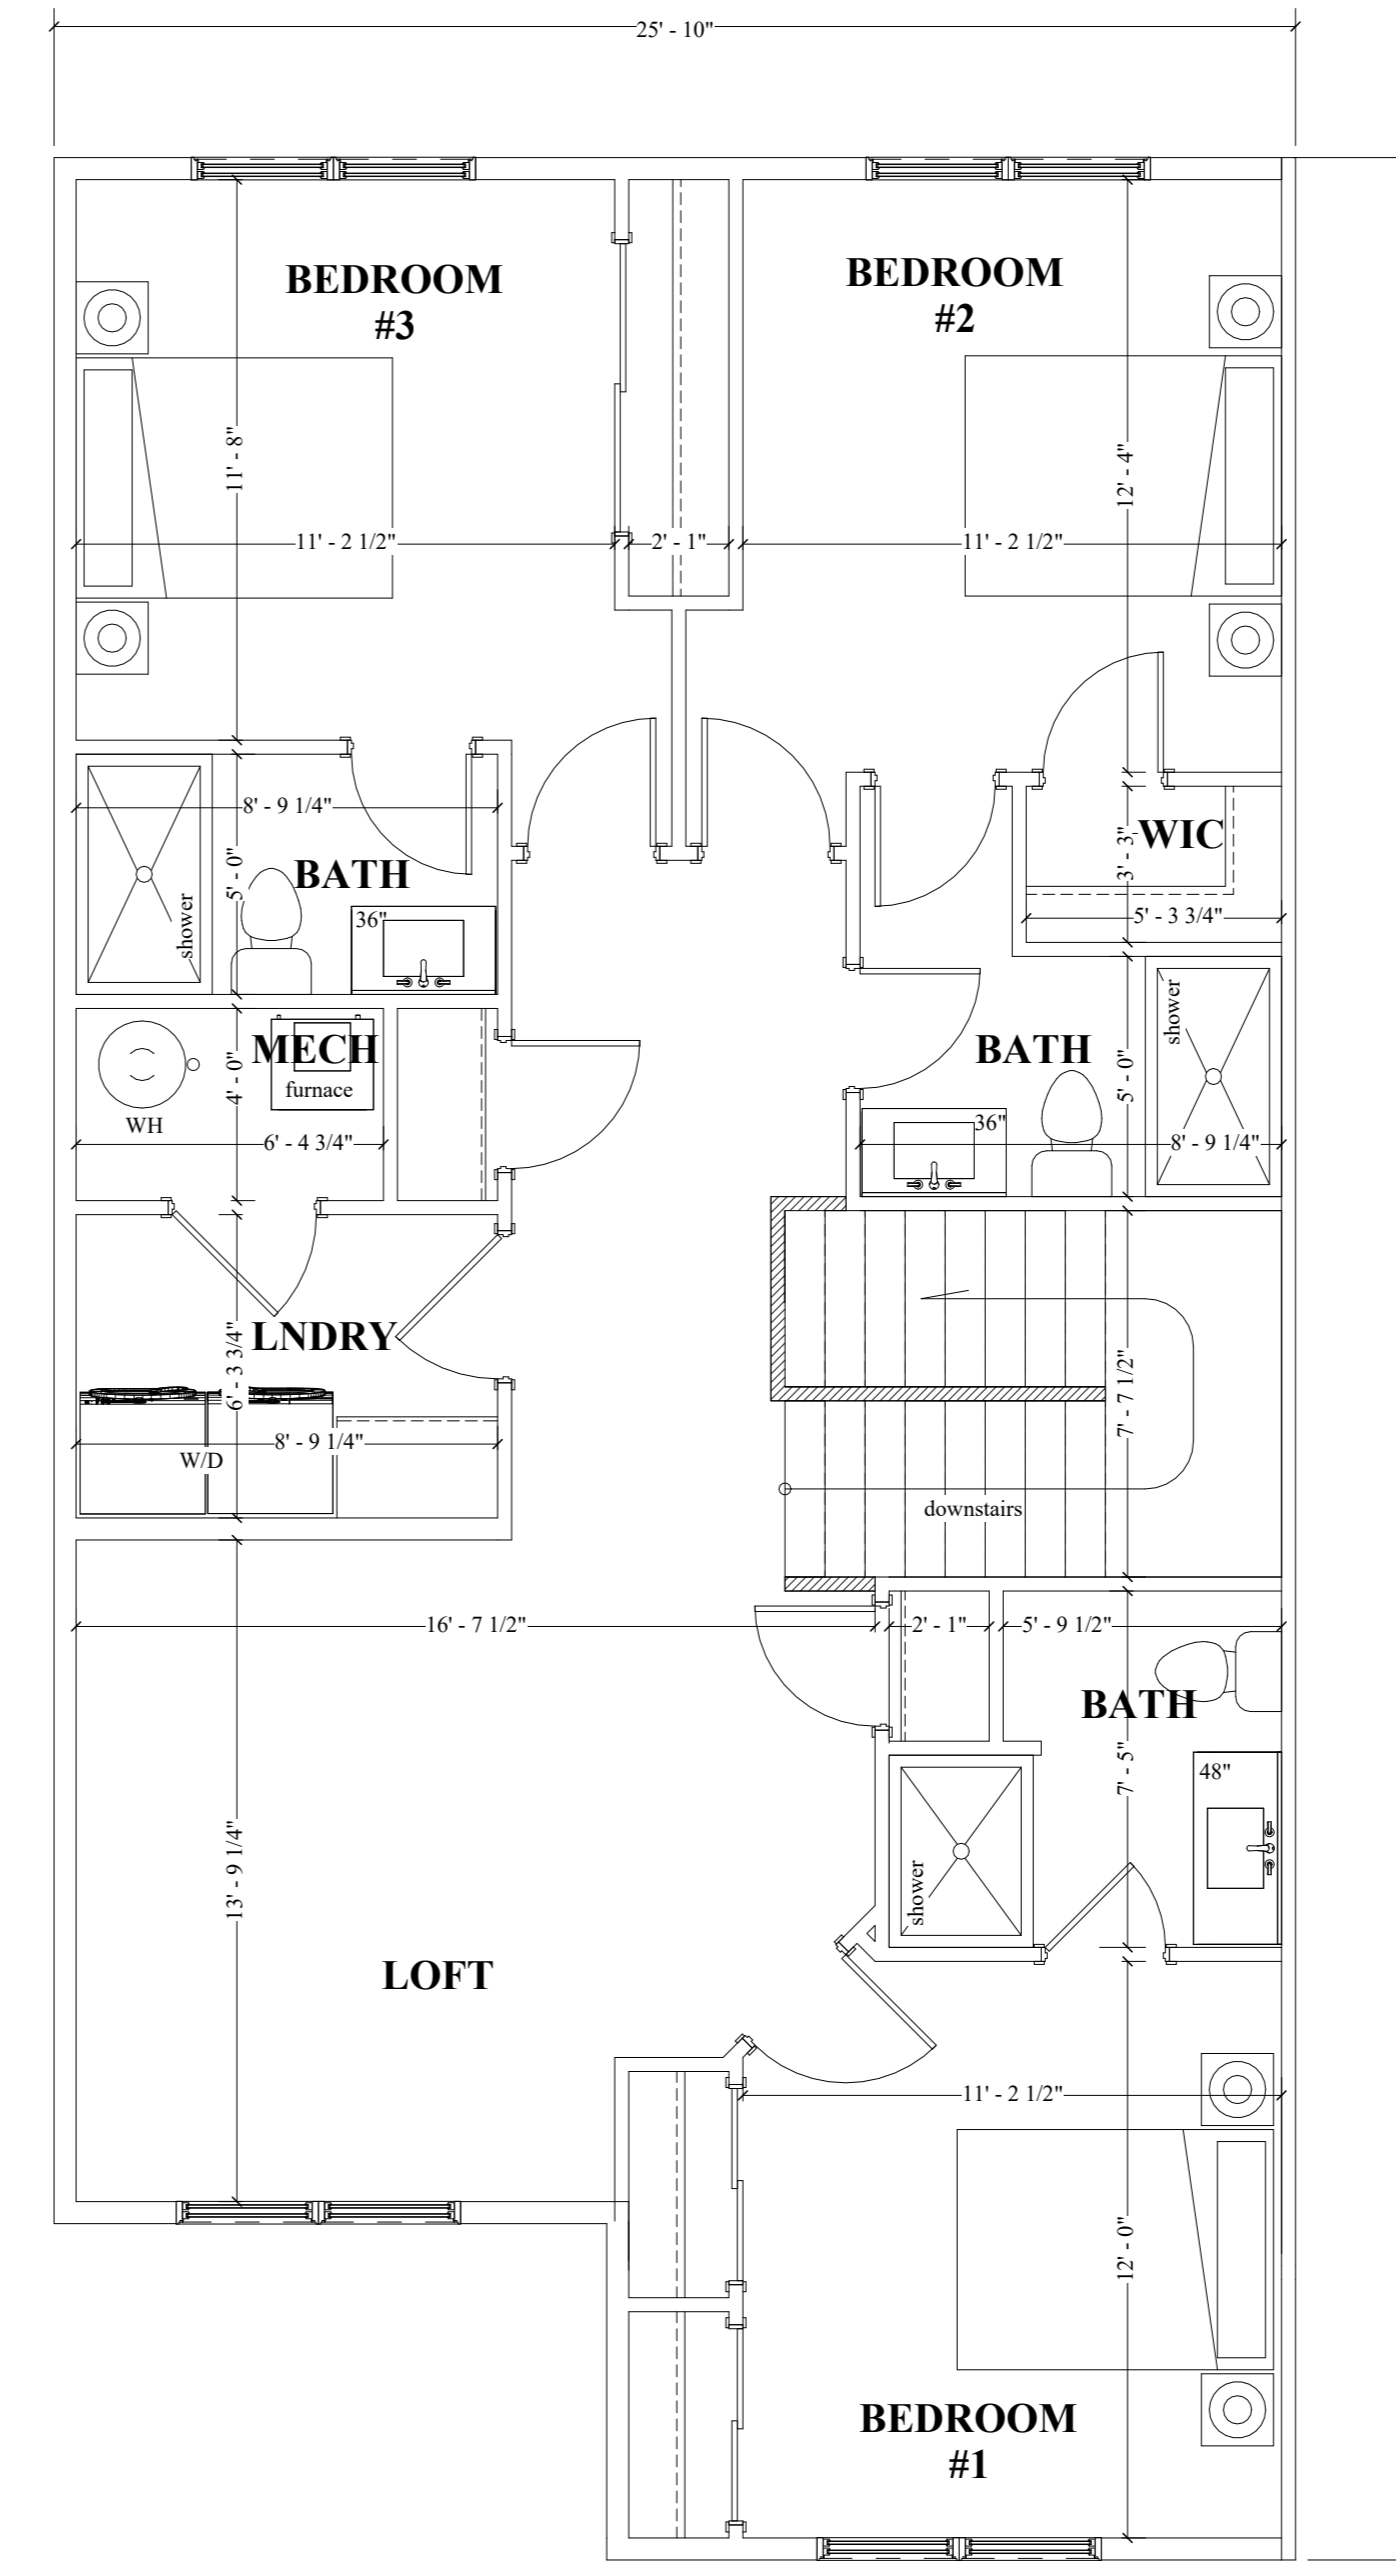 25' - 10"
BEDROOM
#3
BEDROOM
#2
11' - 8"
12' - 4"
11' - 2 1/2"
2' - 1"
11' - 2 1/2"
8' - 9 1/4"
WIC
3' - 3"
BATH
5' - 0"
shower
36"
5' - 3 3/4"
MECH
furnace
4' - 0"
WH
6' - 4 3/4"
shower
BATH
5' - 0"
36"
8' - 9 1/4"
LNDRY
6' - 3 3/4"
8' - 9 1/4"
W/D
7' - 7 1/2"
downstairs
16' - 7 1/2"
2' - 1"
5' - 9 1/2"
BATH
7' - 5"
48"
shower
13' - 9 1/4"
LOFT
11' - 2 1/2"
12' - 0"
BEDROOM
#1